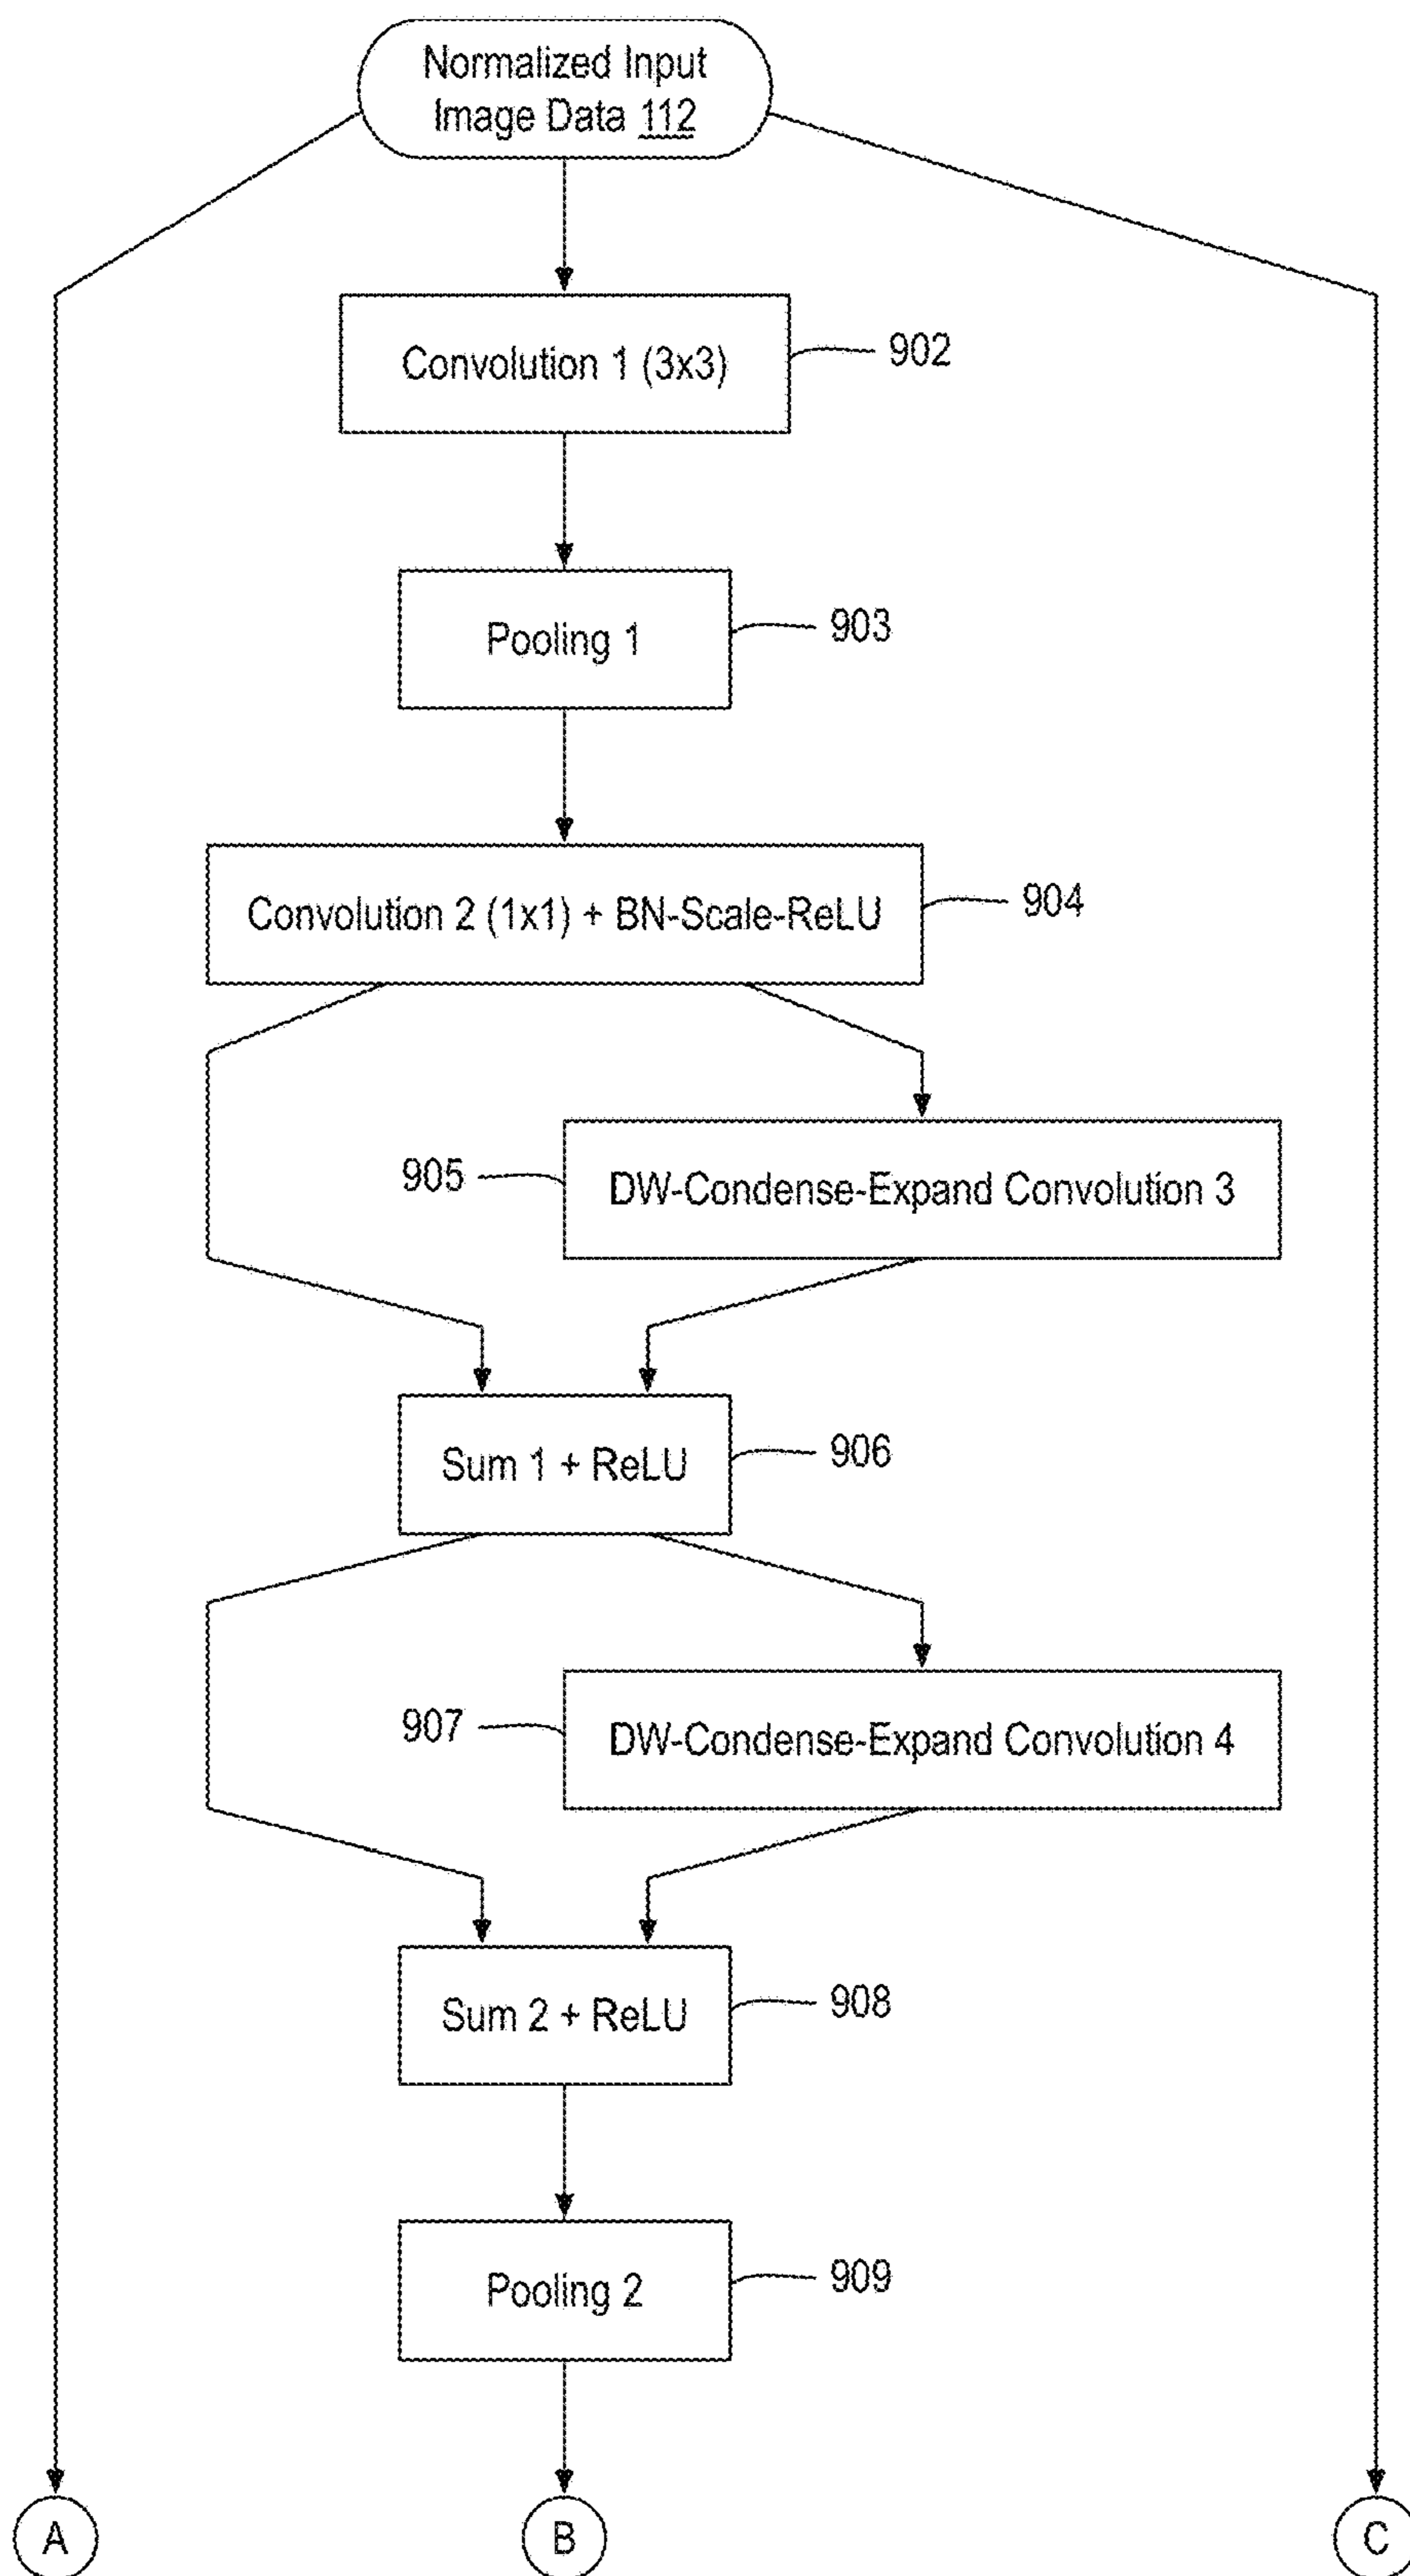 Normalized Input
Image Data 112
Convolution 1 (3x3)
902
Pooling 1
903
Convolution 2 (1x1) + BN-Scale-ReLU
904
905
DW-Condense-Expand Convolution 3
Sum 1 + ReLU
906
907
DW-Condense-Expand Convolution 4
Sum 2 + ReLU
908
Pooling 2
909
A
B
C